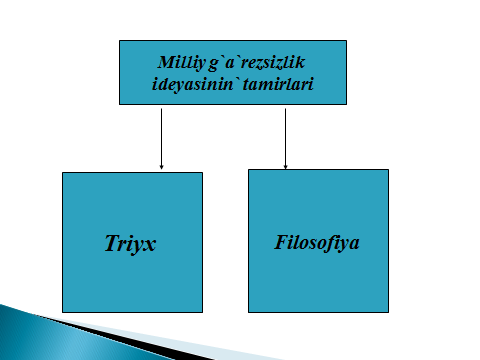 Milliy g`a`rezsizlik
ideyasinin` tamirlari
Triyx
Filosofiya